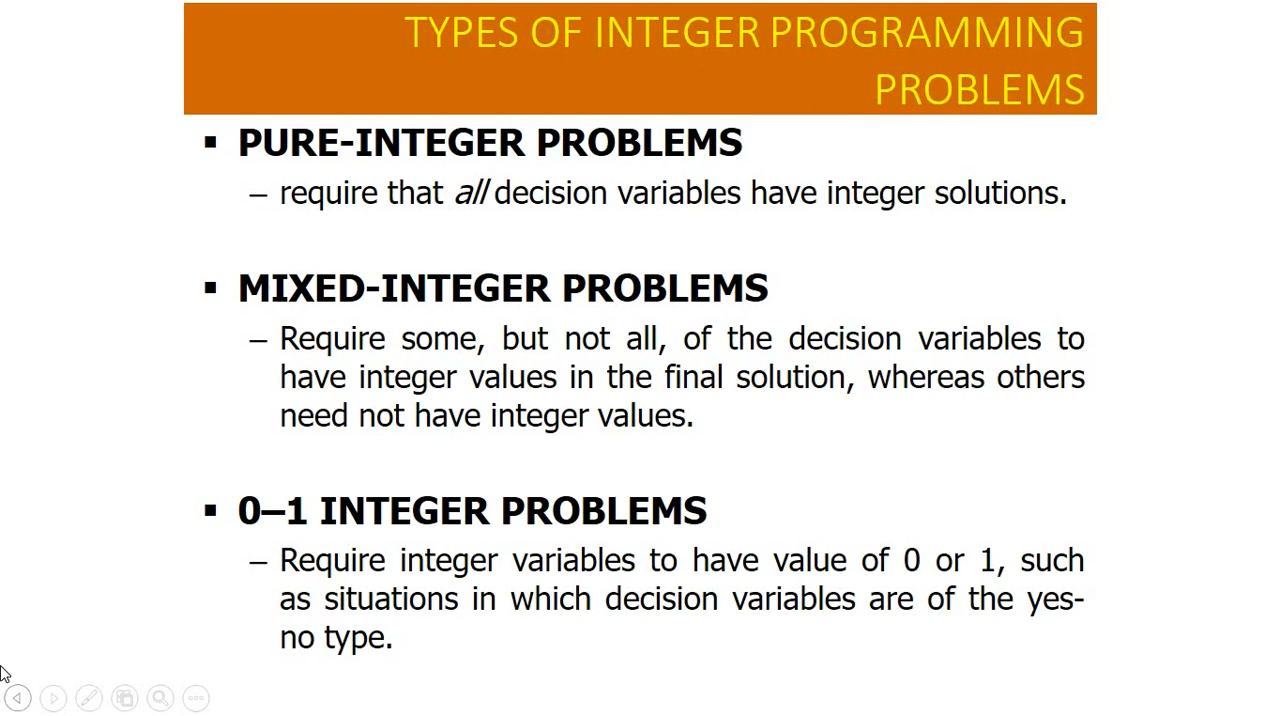 TYPES OF INTEGER PROGRAMMING
PROBLEMS
▪ PURE-INTEGER PROBLEMS
– require that all decision variables have integer solutions.
▪ MIXED-INTEGER PROBLEMS
– Require some, but not all, of the decision variables to
have integer values in the final solution, whereas others
need not have integer values.
▪ 0–1 INTEGER PROBLEMS
– Require integer variables to have value of 0 or 1, such
as situations in which decision variables are of the yes-
no type.